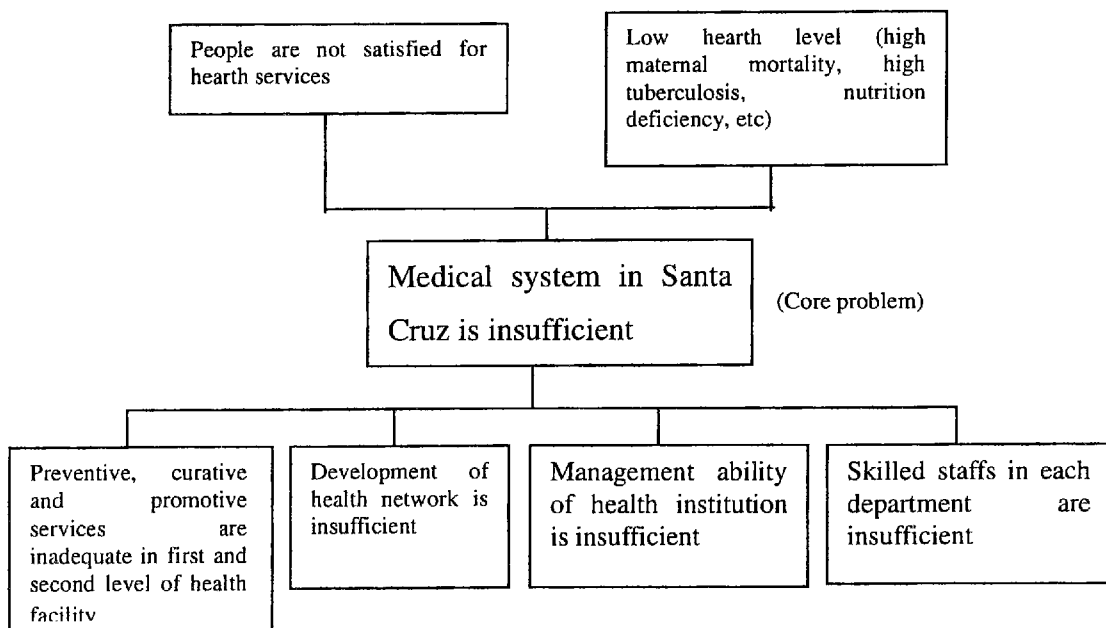 People are not satisfied for
hearth services
Low hearth level (high
maternal mortality, high
tuberculosis, nutrition
deficiency, etc)
Medical system in Santa
Cruz is insufficient
(Core problem)
Preventive, curative
and promotive
services are
inadequate in first and
second level of health
facility
Development of
health network is
insufficient
Management ability
of health institution
is insufficient
Skilled staffs in each
department are
insufficient